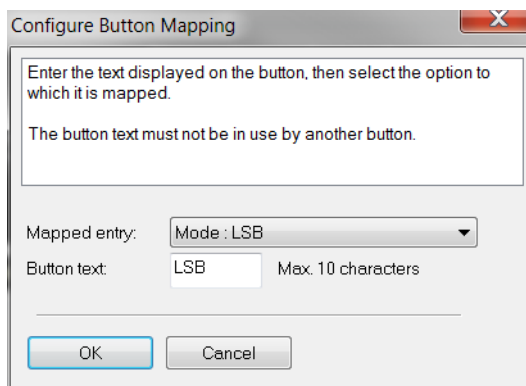 Configure Button Mapping
Enter the text displayed on the button, then select the option to
which it is mapped.
The button text must not be in use by another button.
Mapped entry: Mode : LSB
Button text: LSB Max. 10 characters
OK Cancel